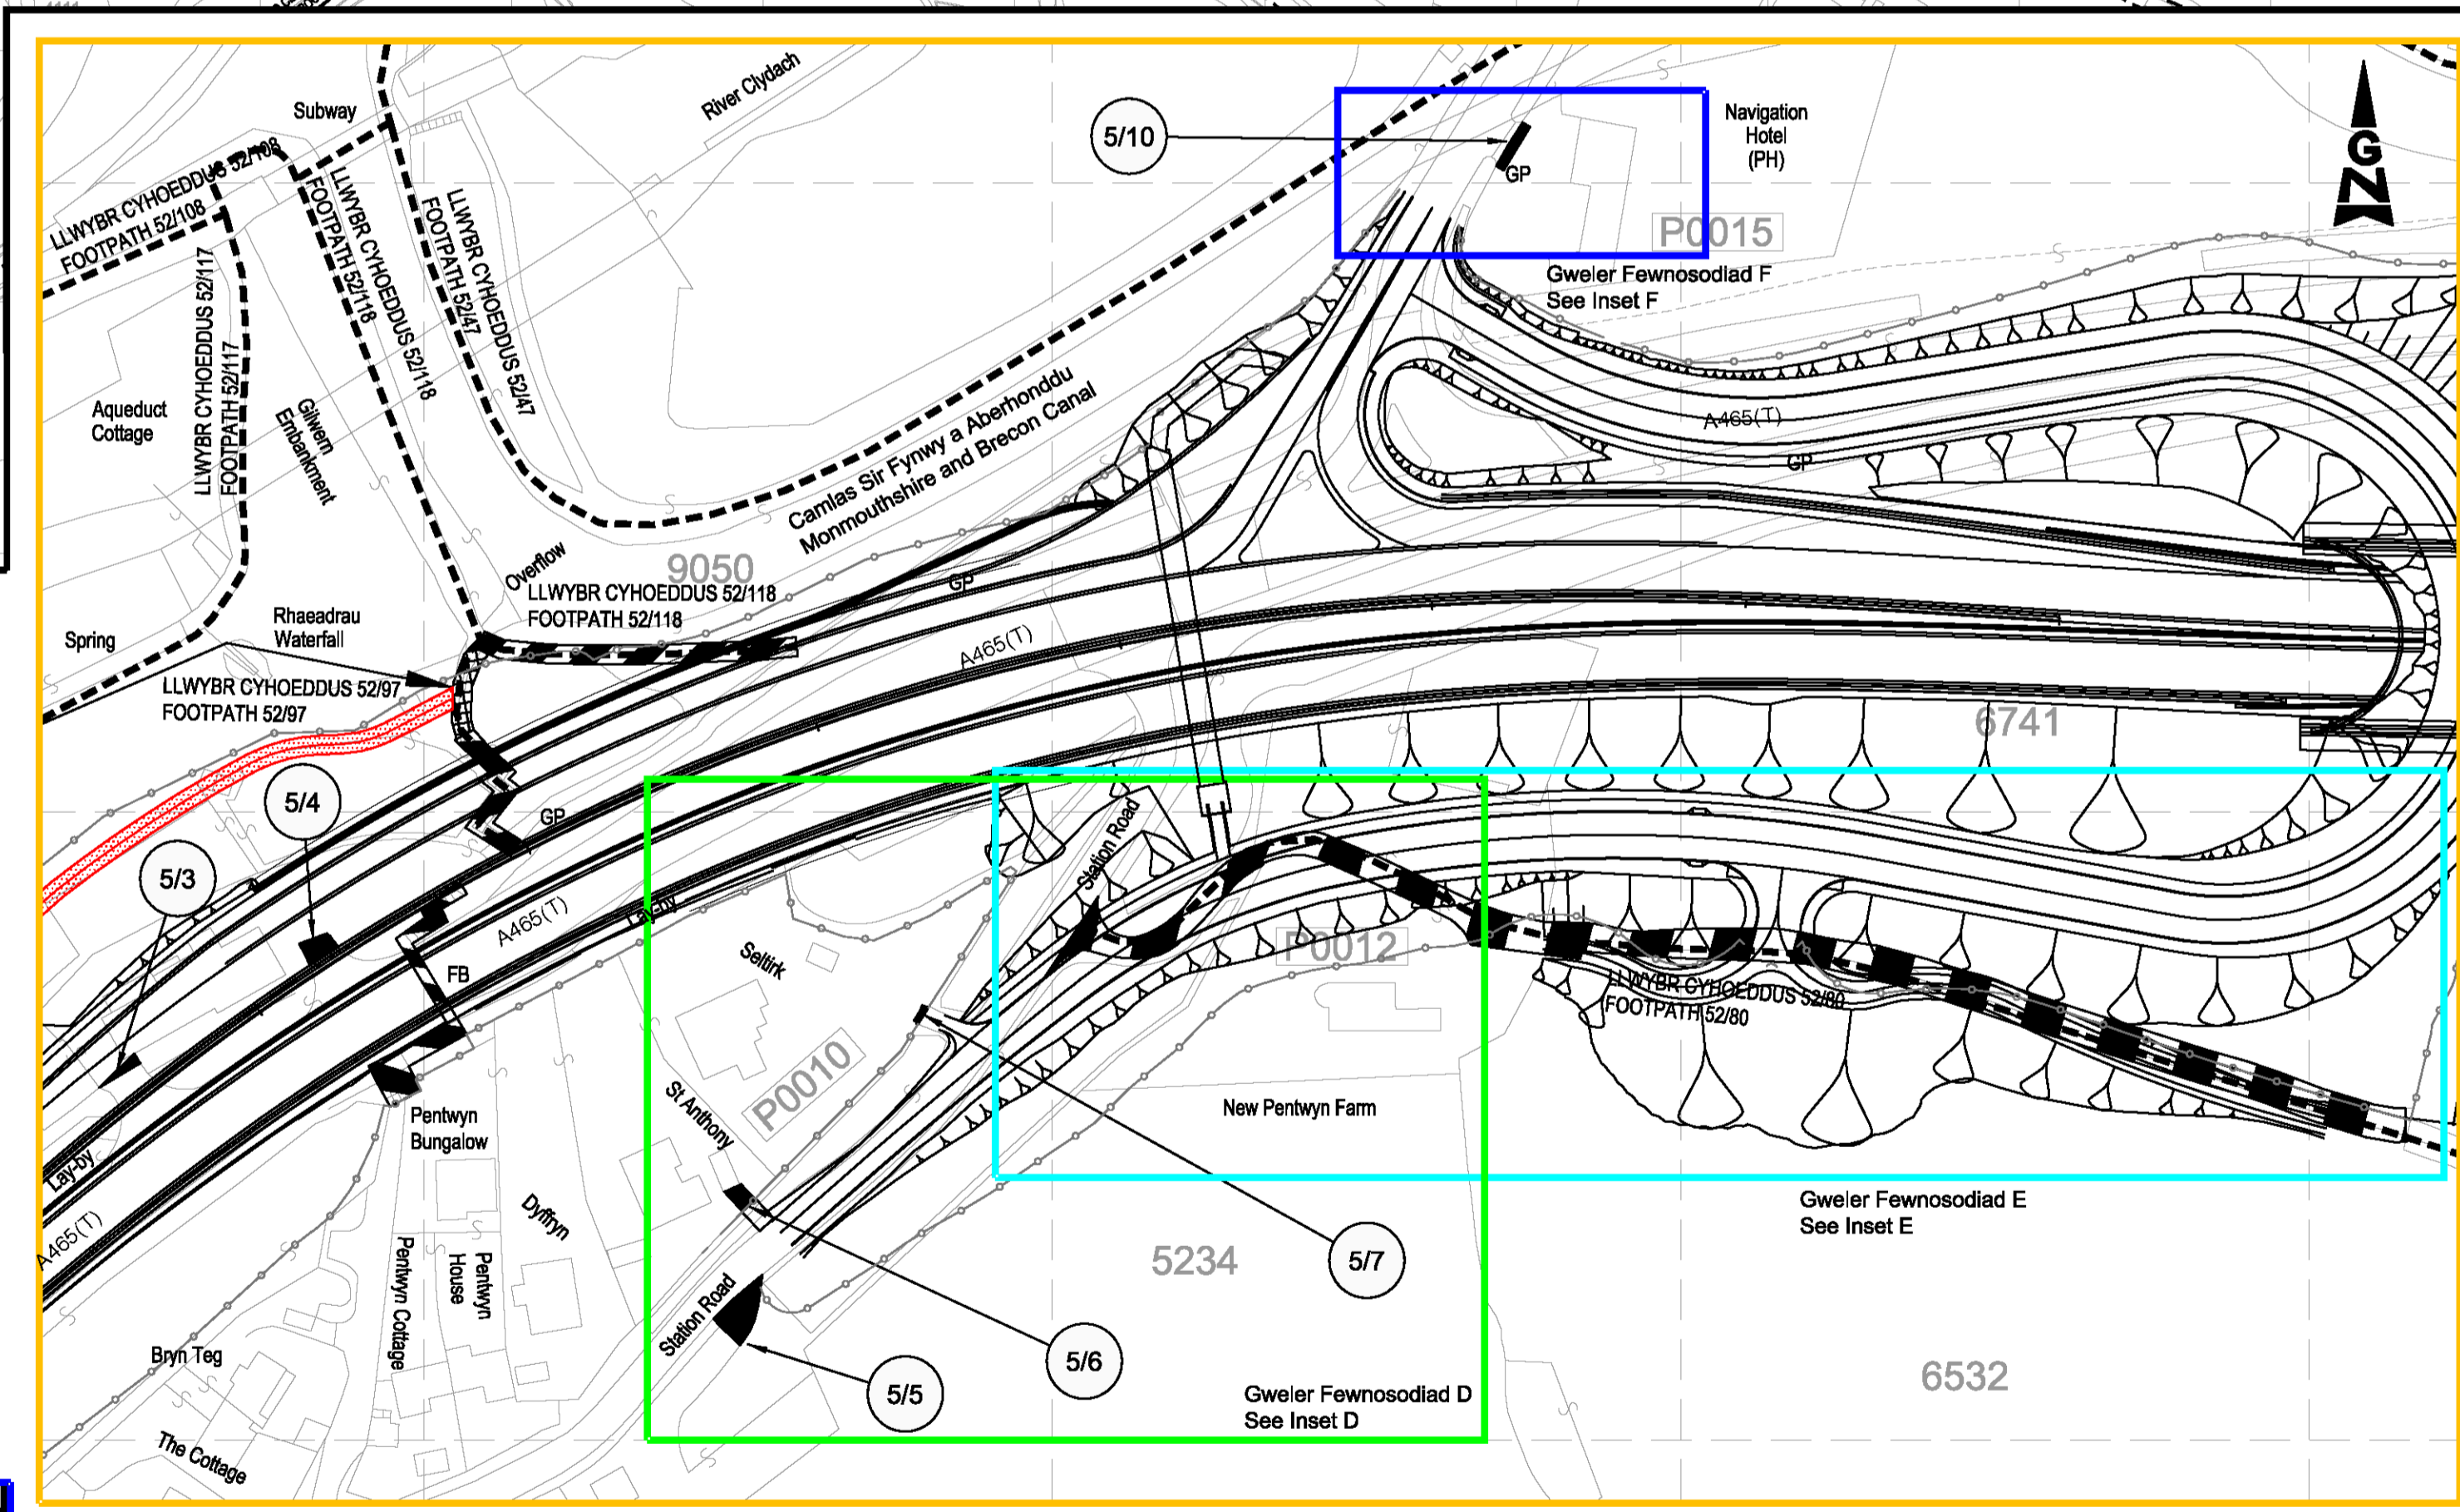 Subway
River Clydach
5/10
GP
Navigation
Hotel
(PH)
GN
P0015
Gweler Fewnosodiad F
See Inset F
LLWYBR CYHOEDDUS 52/108
FOOTPATH 52/108
LLWYBR CYHOEDDUS 52/117
FOOTPATH 52/117
LLWYBR CYHOEDDUS 52/118
FOOTPATH 52/118
LLWYBR CYHOEDDUS 52/47
FOOTPATH 52/47
Aqueduct
Cottage
Gilwern
Embankment
Camlas Sir Fynwy a Aberhonddu
Monmouthshire and Brecon Canal
A465(T)
GP
9050
Overflow
GP
LLWYBR CYHOEDDUS 52/118
FOOTPATH 52/118
Rhaeadrau
Waterfall
Spring
A465(T)
LLWYBR CYHOEDDUS 52/97
FOOTPATH 52/97
6741
5/4
GP
5/3
Station Road
A465(T)
Lay-by
FB
Seltirk
P0012
LLWYBR CYHOEDDUS 52/80
FOOTPATH 52/80
P0010
St Anthony
New Pentwyn Farm
Pentwyn
Bungalow
Lay-by
A465(T)
Dyffryn
Gweler Fewnosodiad E
See Inset E
5234
5/7
Pentwyn Cottage
Pentwyn
House
Station Road
Bryn Teg
5/6
5/5
6532
Gweler Fewnosodiad D
See Inset D
The Cottage